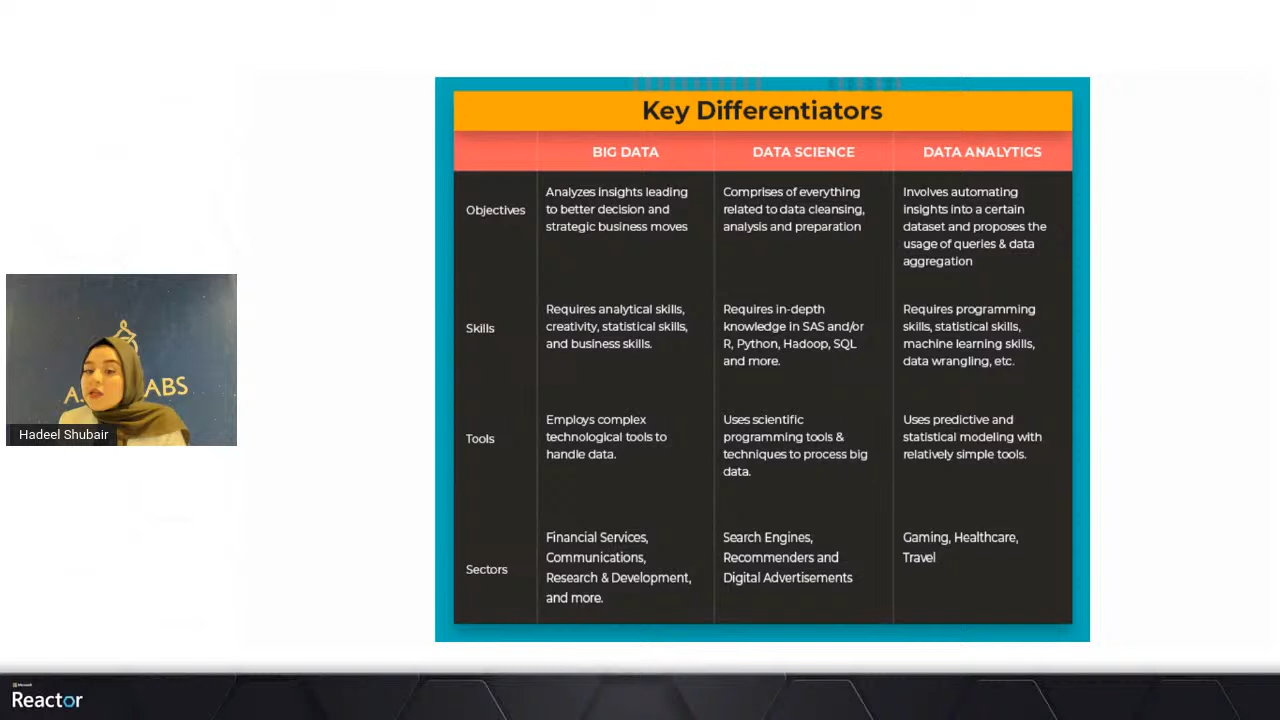 Key Differentiators
BIG DATA
DATA SCIENCE
DATA ANALYTICS
Objectives
Analyzes insights leading
to better decision and
strategic business moves
Comprises of everything
related to data cleansing,
analysis and preparation
Involves automating
insights into a certain
dataset and proposes the
usage of queries & data
aggregation
Skills
Requires analytical skills,
creativity, statistical skills,
and business skills.
Requires in-depth
knowledge in SAS and/or
R, Python, Hadoop, SQL
and more.
Requires programming
skills, statistical skills,
machine learning skills,
data wrangling, etc.
Tools
Employs complex
technological tools to
handle data.
Uses scientific
programming tools &
techniques to process big
data.
Uses predictive and
statistical modeling with
relatively simple tools.
Sectors
Financial Services,
Communications,
Research & Development,
and more.
Search Engines,
Recommenders and
Digital Advertisements
Gaming, Healthcare,
Travel
ABS
Hadeel Shubair
Microsoft
Reactor